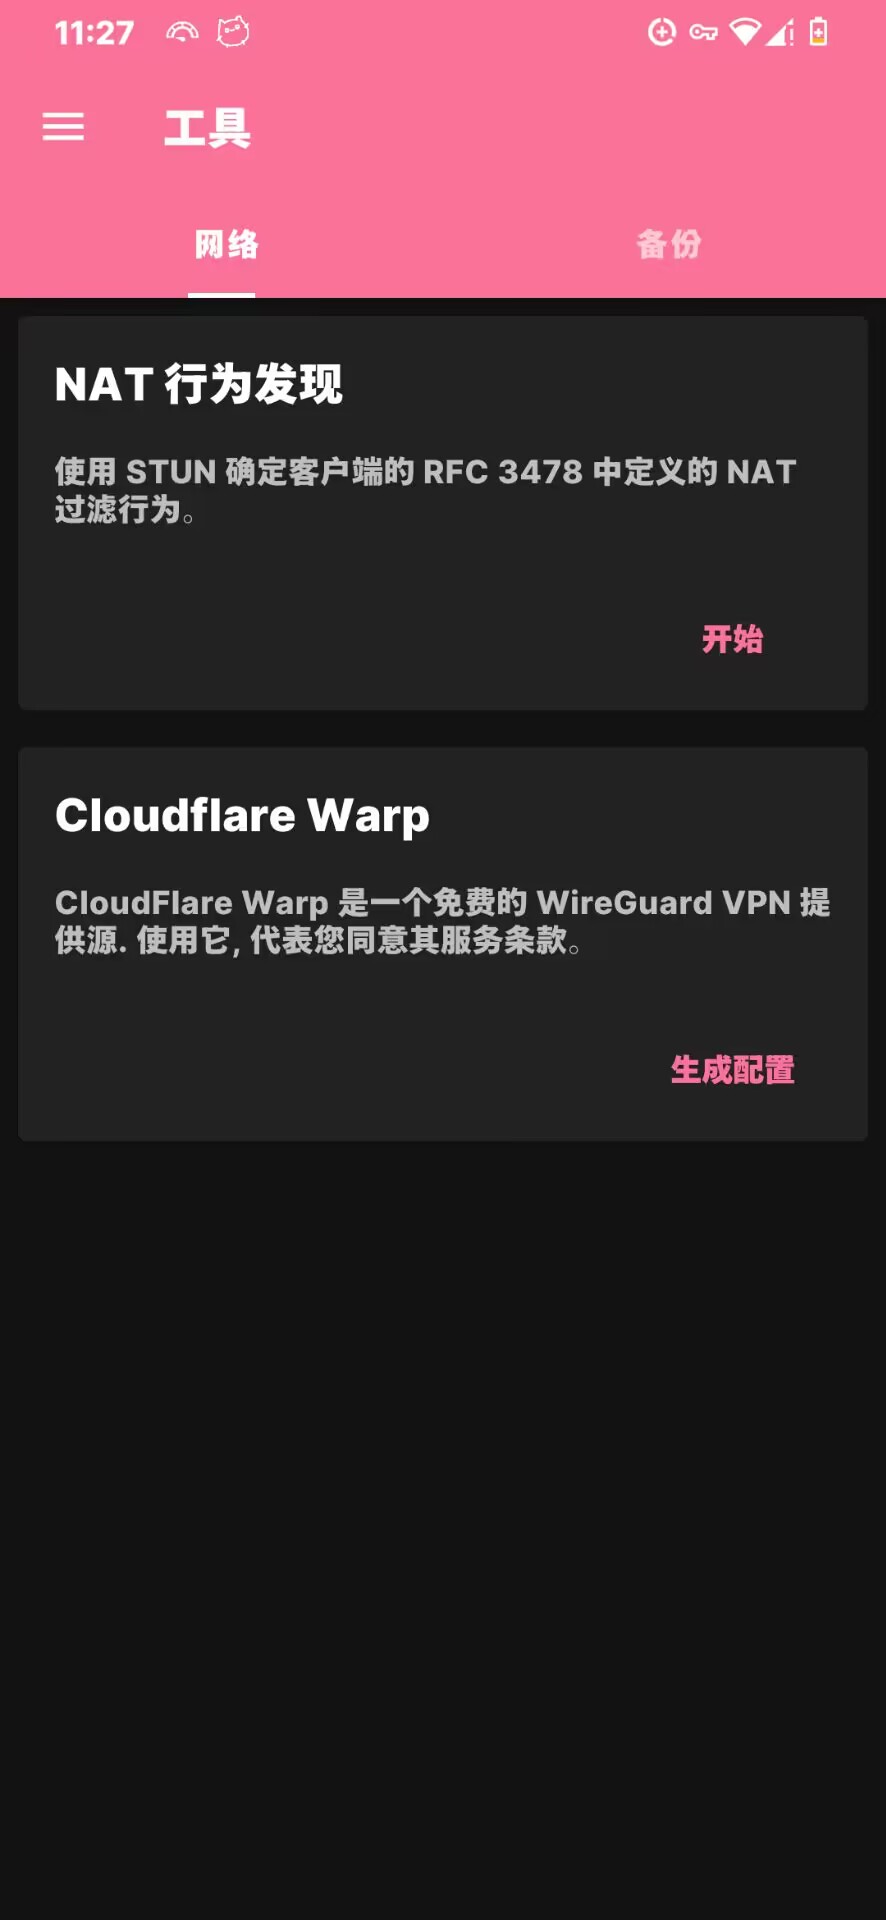 11:27
工具
网络
备份
NAT 行为发现
使用 STUN 确定客户端的 RFC 3478 中定义的 NAT
过滤行为。
开始
Cloudflare Warp
CloudFlare Warp 是一个免费的 WireGuard VPN 提
供源. 使用它, 代表您同意其服务条款。
生成配置